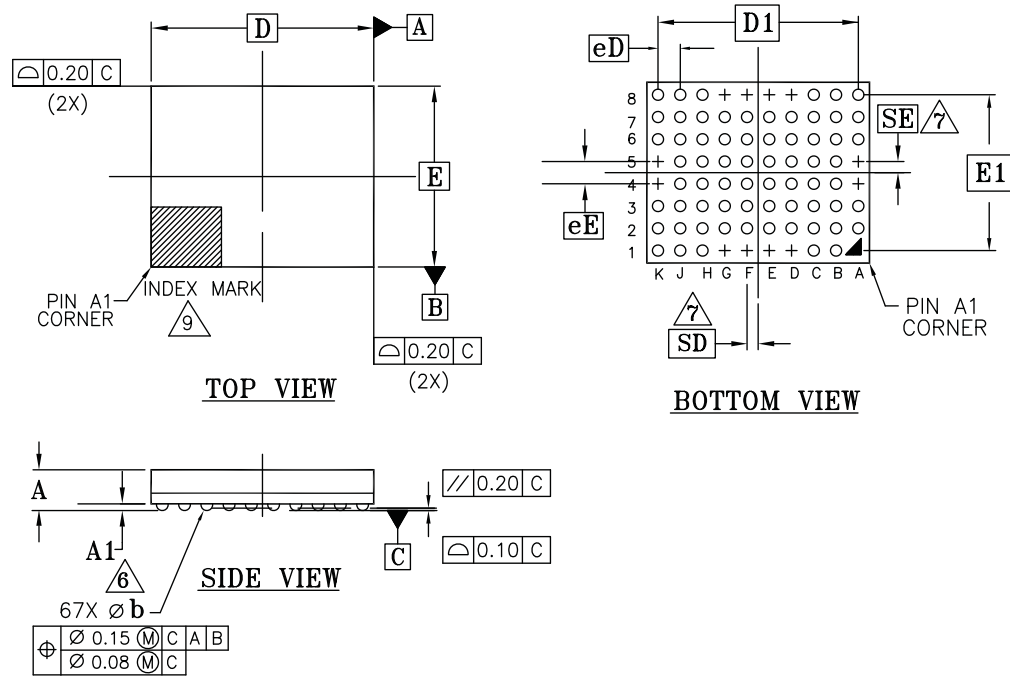 D
A
⌓ 0.20 C
(2X)
E
PIN A1
CORNER
INDEX MARK
9
B
⌓ 0.20 C
(2X)
TOP VIEW
D1
eD
8
7
6
5
4
3
2
1
K J H G F E D C B A
SE 7
E1
eE
7
SD
PIN A1
CORNER
BOTTOM VIEW
A
A1
6
SIDE VIEW
// 0.20 C
C
⌓ 0.10 C
67X Ø b
⌖ Ø 0.15 Ⓜ C A B
Ø 0.08 Ⓜ C